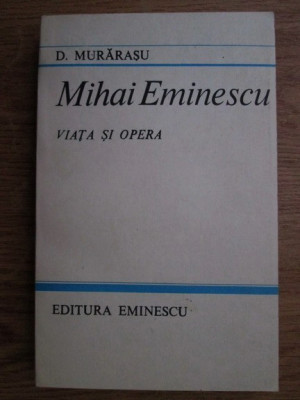 D. MURĂRAȘU
Mihai Eminescu
VIAȚA ȘI OPERA
EDITURA EMINESCU